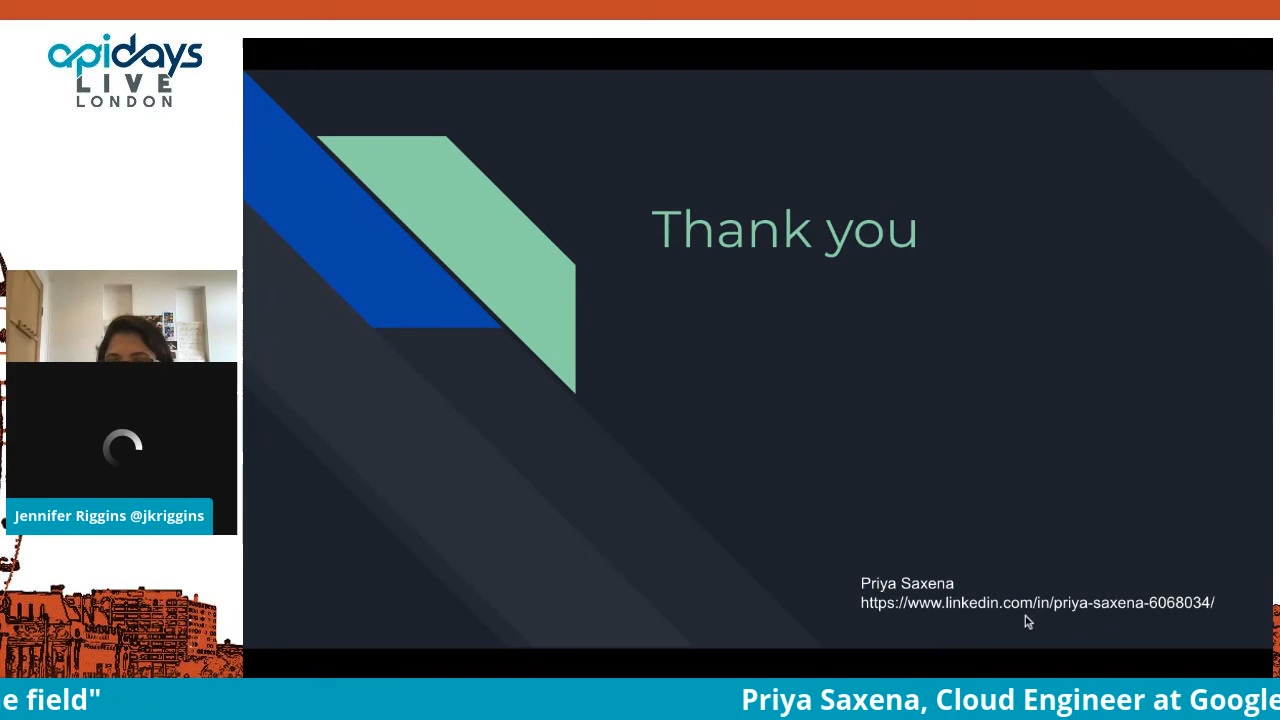 apidays
LIVE
LONDON
Thank you
Jennifer Riggins @jkriggins
Priya Saxena
https://www.linkedin.com/in/priya-saxena-6068034/
e field"
Priya Saxena, Cloud Engineer at Google